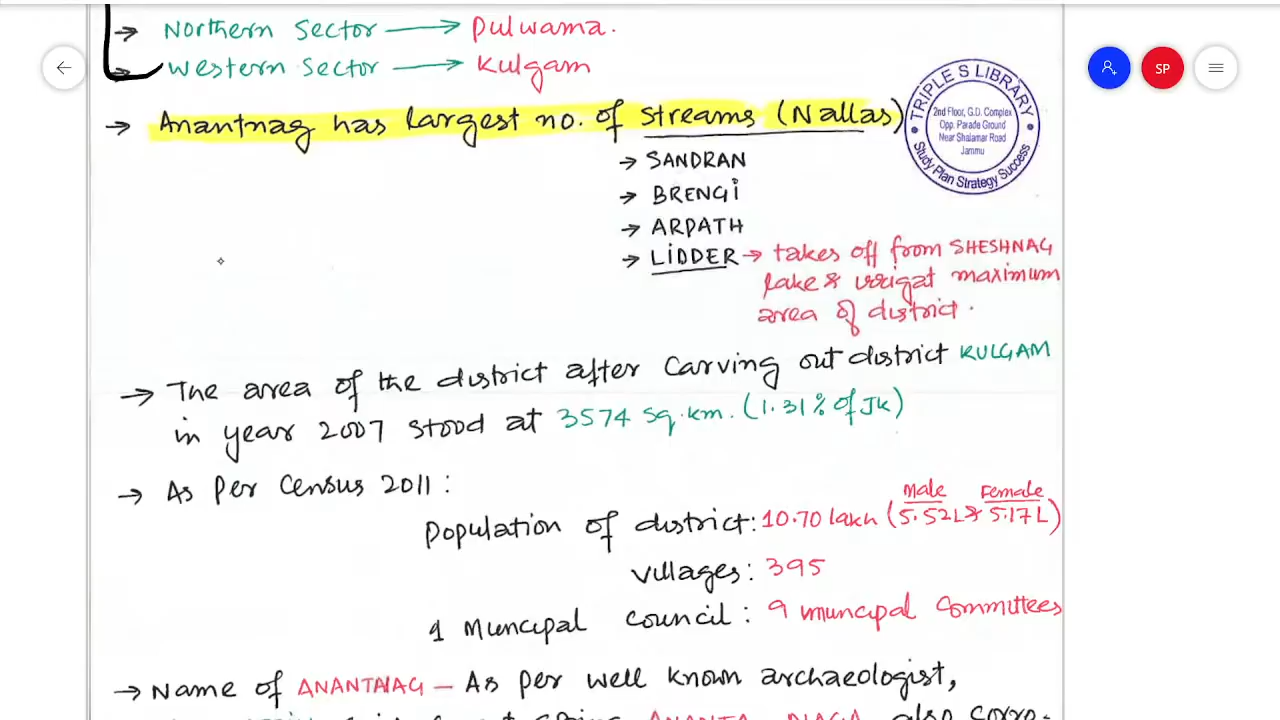 → Northern Sector → Pulwama.
→ Western Sector → Kulgam
SP
→ Anantnag has largest no. of streams (Nallas)
TRIPLE S LIBRARY
2nd Floor, G.D. Complex
Opp. Parade Ground
Near Shalamar Road
Jammu
Study Plan Strategy Success
→ SANDRAN
→ BRENGI
→ ARPATH
→ LIDDER → takes off from SHESHNAG
lake & irrigat maximum
area of district.
→ The area of the district after carving out district KULGAM
in year 2007 stood at 3574 sq.km. (1.31% of JK)
→ As per Census 2011:
Male Female
Population of district: 10.70 lakh (5.52L & 5.17L)
villages: 395
1 Muncipal council: 9 muncipal Committees
→ Name of ANANTNAG - As per well known archaeologist,
ANANTA NAGA also